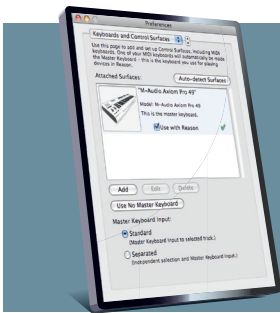 Preferences
Keyboards and Control Surfaces
Use this page to add and set up Control Surfaces, including MIDI
keyboards. One of your MIDI keyboards will automatically be made
the Master Keyboard - this is the keyboard you use for playing
devices in Reason.
Attached Surfaces:
Auto-detect Surfaces
"M-Audio Axiom Pro 49"
Model: M-Audio Axiom Pro 49
This is the master keyboard.
Use with Reason
Add
Edit
Delete
Use No Master Keyboard
Master Keyboard Input:
Standard
(Master Keyboard Input to selected track.)
Separated
(Independent selection and Master Keyboard Input.)